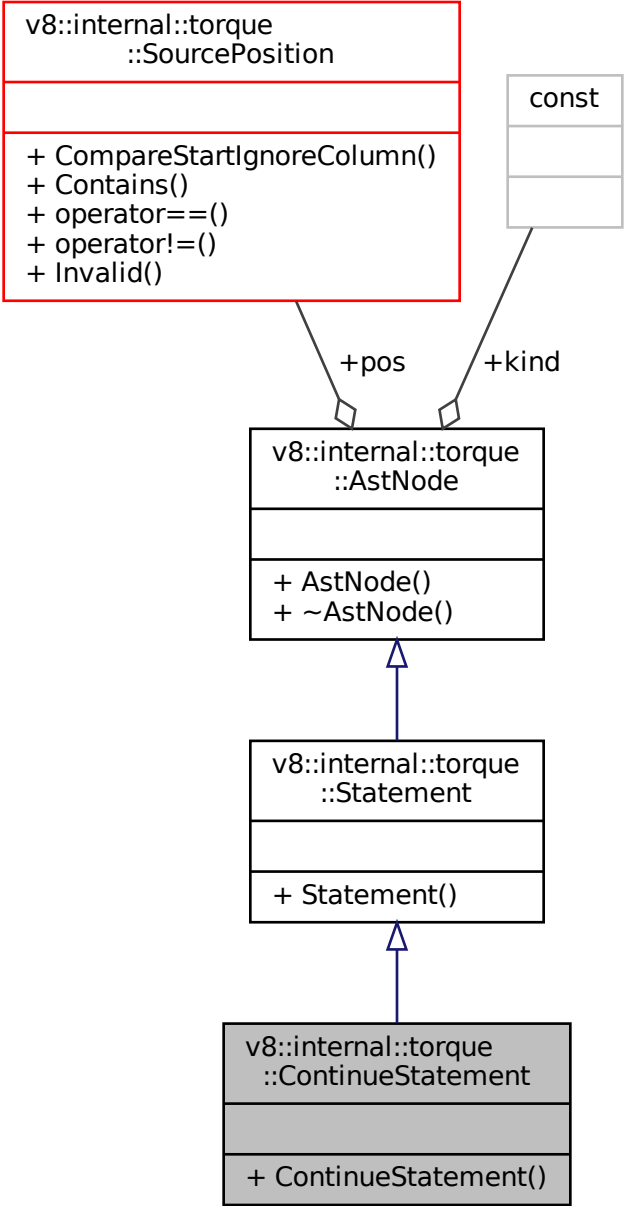 v8::internal::torque
::SourcePosition
+ CompareStartIgnoreColumn()
+ Contains()
+ operator==()
+ operator!=()
+ Invalid()
const
+pos
+kind
v8::internal::torque
::AstNode
+ AstNode()
+ ~AstNode()
v8::internal::torque
::Statement
+ Statement()
v8::internal::torque
::ContinueStatement
+ ContinueStatement()